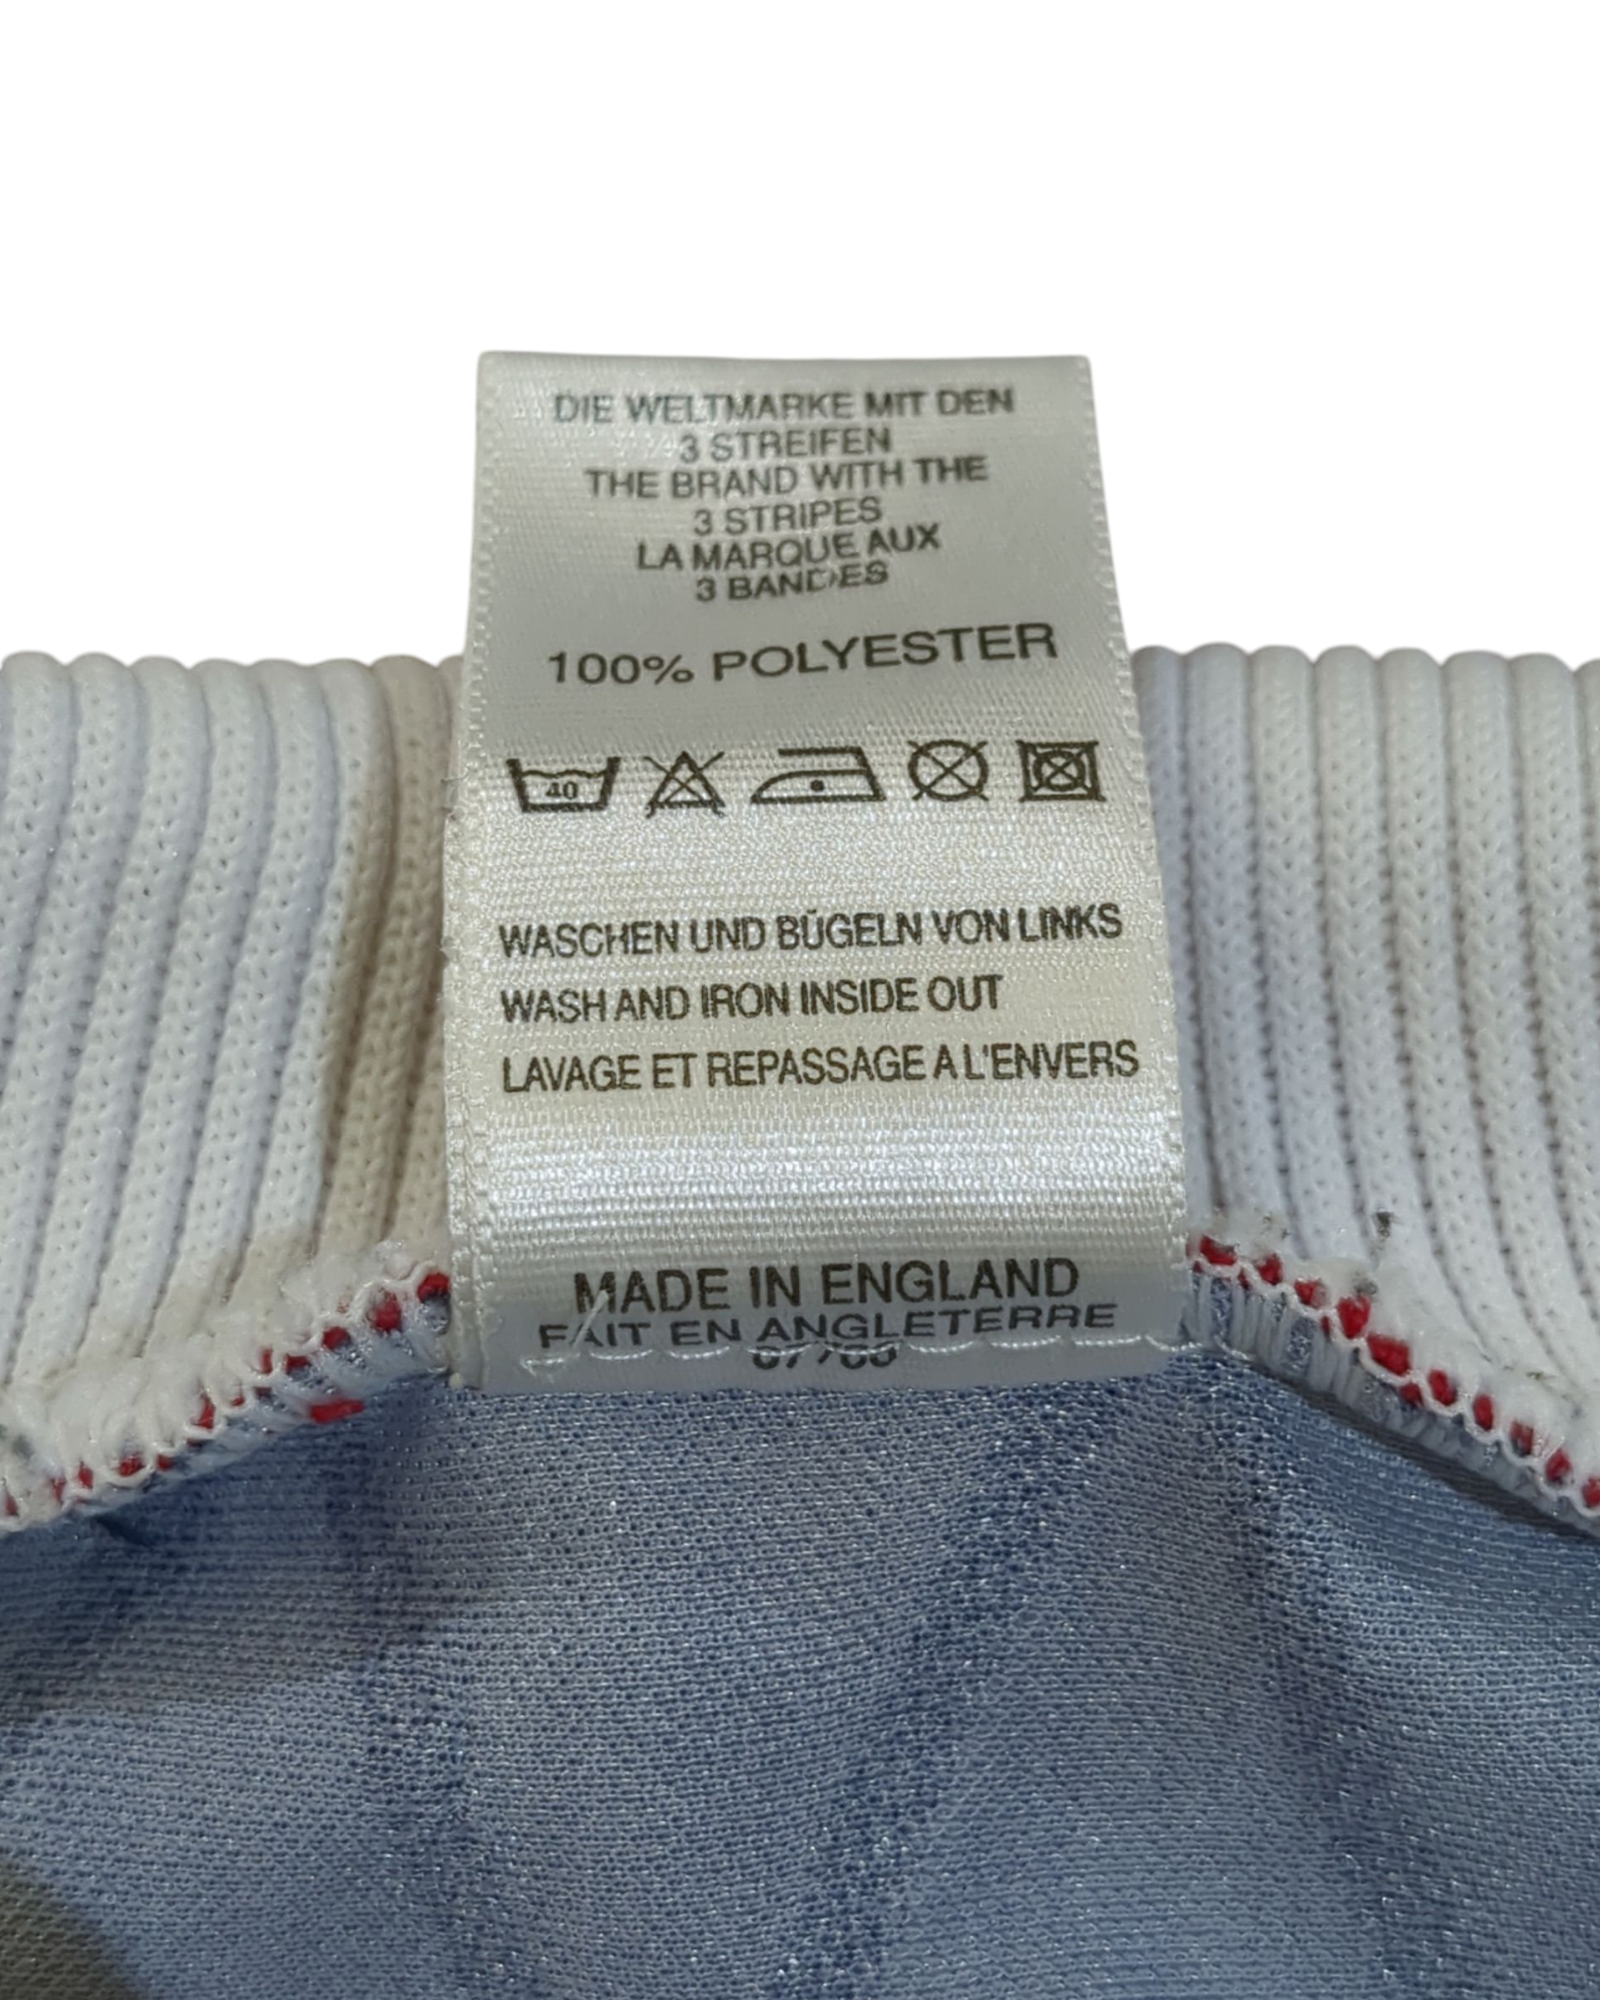 DIE WELTMARKE MIT DEN
3 STREIFEN
THE BRAND WITH THE
3 STRIPES
LA MARQUE AUX
3 BANDES
100% POLYESTER
40
WASCHEN UND BÜGELN VON LINKS
WASH AND IRON INSIDE OUT
LAVAGE ET REPASSAGE A L'ENVERS
MADE IN ENGLAND
FAIT EN ANGLETERRE